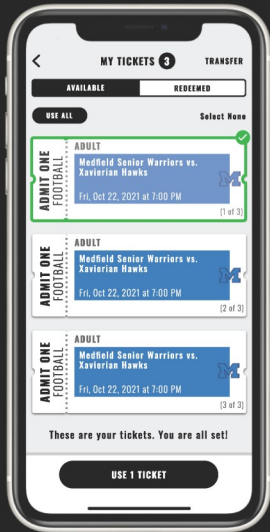 MY TICKETS 3 TRANSFER
AVAILABLE REDEEMED
USE ALL Select None
ADMIT ONE
FOOTBALL
ADULT
Medfield Senior Warriors vs.
Xavierian Hawks
M
Fri, Oct 22, 2021 at 7:00 PM
(1 of 3)
ADMIT ONE
FOOTBALL
ADULT
Medfield Senior Warriors vs.
Xavierian Hawks
M
Fri, Oct 22, 2021 at 7:00 PM
(2 of 3)
ADMIT ONE
FOOTBALL
ADULT
Medfield Senior Warriors vs.
Xavierian Hawks
M
Fri, Oct 22, 2021 at 7:00 PM
(3 of 3)
These are your tickets. You are all set!
USE 1 TICKET